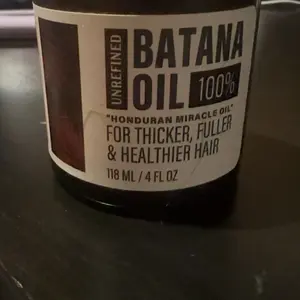 UNREFINED
BATANA
OIL 100%
"HONDURAN MIRACLE OIL"
FOR THICKER, FULLER
& HEALTHIER HAIR
118 ML / 4 FL OZ